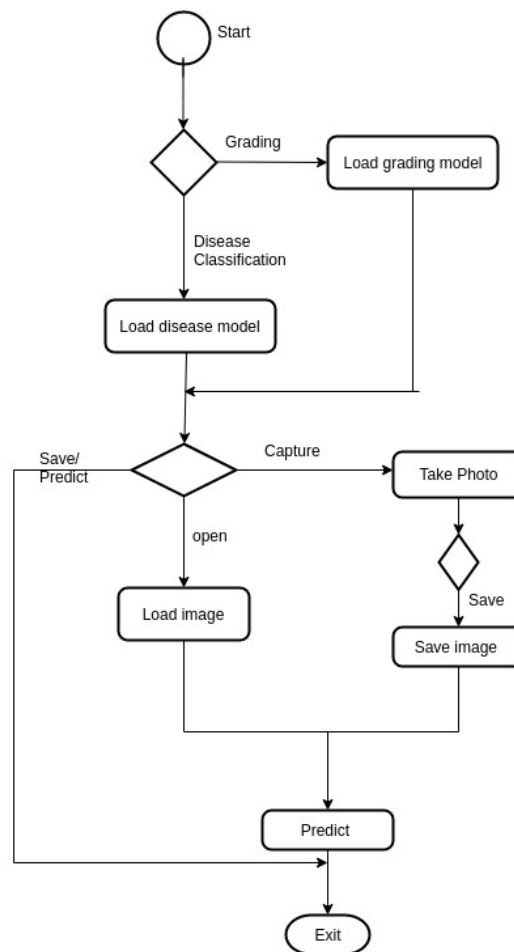 Start
Grading
Load grading model
Disease
Classification
Load disease model
Save/
Predict
Capture
Take Photo
open
Load image
Save
Save image
Predict
Exit